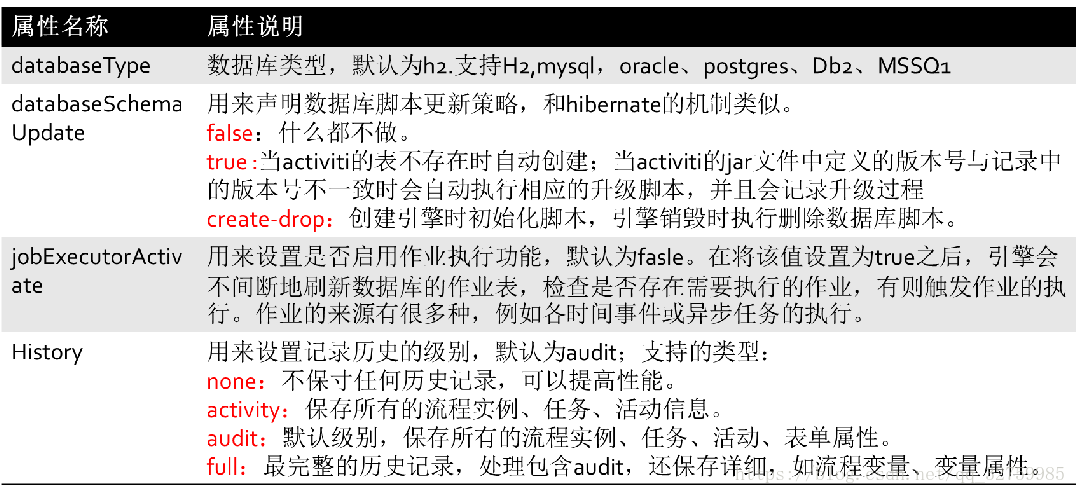 属性名称 属性说明
databaseType 数据库类型，默认为h2.支持H2,mysql，oracle、postgres、Db2、MSSQ1
databaseSchema 用来声明数据库脚本更新策略，和hibernate的机制类似。
Update false：什么都不做。
true :当activiti的表不存在时自动创建；当activiti的jar文件中定义的版本号与记录中
的版本号不一致时会自动执行相应的升级脚本，并且会记录升级过程
create-drop：创建引擎时初始化脚本，引擎销毁时执行删除数据库脚本。
jobExecutorActiv 用来设置是否启用作业执行功能，默认为fasle。在将该值设置为true之后，引擎会
ate 不间断地刷新数据库的作业表，检查是否存在需要执行的作业，有则触发作业的执
行。作业的来源有很多种，例如各时间事件或异步任务的执行。
History 用来设置记录历史的级别，默认为audit；支持的类型：
none：不保寸任何历史记录，可以提高性能。
activity：保存所有的流程实例、任务、活动信息。
audit：默认级别，保存所有的流程实例、任务、活动、表单属性。
full：最完整的历史记录，处理包含audit，还保存详细，如流程变量、变量属性。